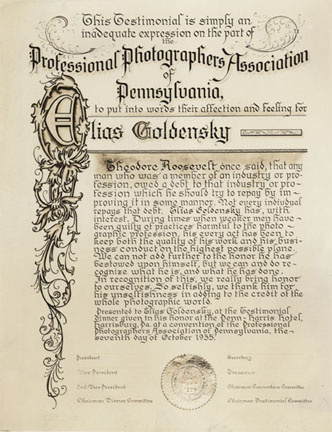 This Testimonial is simply an
inadequate expression on the part of
the
Professional Photographers Association
of
Pennsylvania,
to put into words their affection and feeling for
Elias Goldensky
Theodore Roosevelt once said, that any
man who was a member of an industry or pro-
fession, owed a debt to that industry or pro-
fession which he should try to repay by im-
proving it in some manner. Not every individual
repays that debt. Elias Goldensky has, with
interest. During times when weaker men have
been guilty of practices harmful to the photo-
graphic profession, his every act has been to
keep both the quality of his work and his busi-
ness conduct on the highest possible plane.
We can not add further to the honor he has
bestowed upon himself, but we can and do re-
cognize what he is, and what he has done.
In recognition of this, we really bring honor
to ourselves. So selfishly, we thank him for
his unselfishness in adding to the credit of the
whole photographic world.
Presented to Elias Goldensky, at the Testimonial
Dinner given in his honor at the Penn-Harris Hotel,
Harrisburg, Pa. at a convention of the Professional
Photographers Association of Pennsylvania, the
seventh day of October 1935.
President
Secretary
Vice President
Treasurer
2nd Vice-President
Chairman Convention Committee
Chairman Dinner Committee
Chairman Testimonial Committee